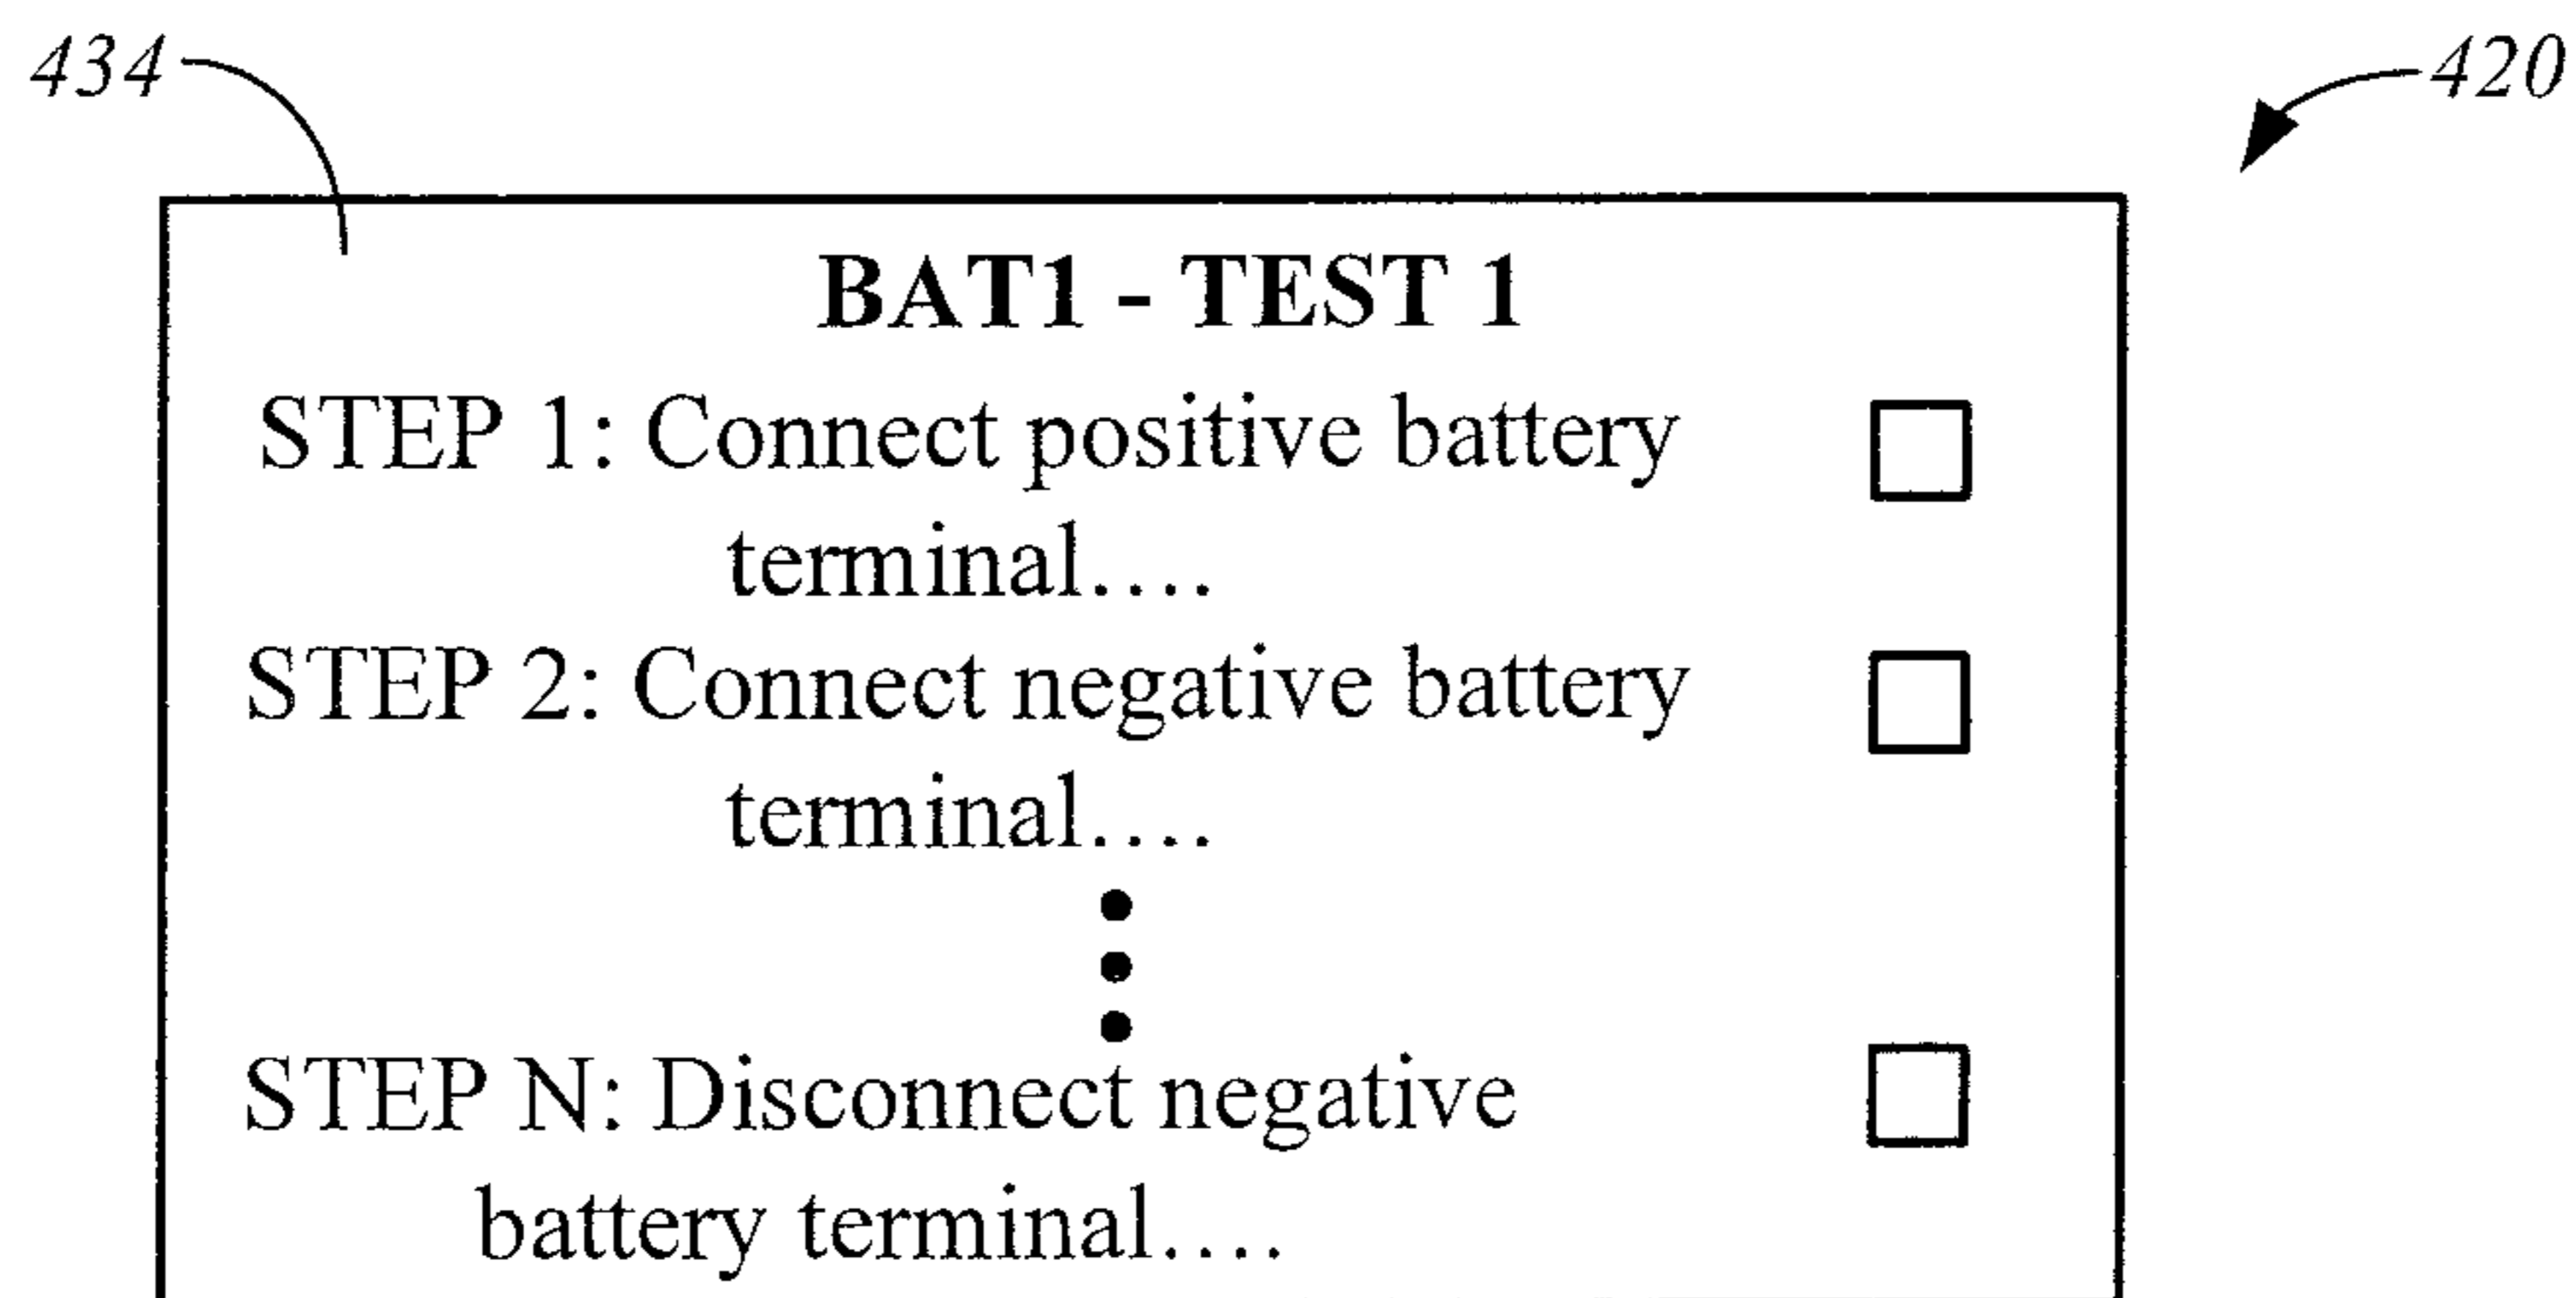 434
420
BAT1 - TEST 1
STEP 1: Connect positive battery
terminal....
STEP 2: Connect negative battery
terminal....
STEP N: Disconnect negative
battery terminal....